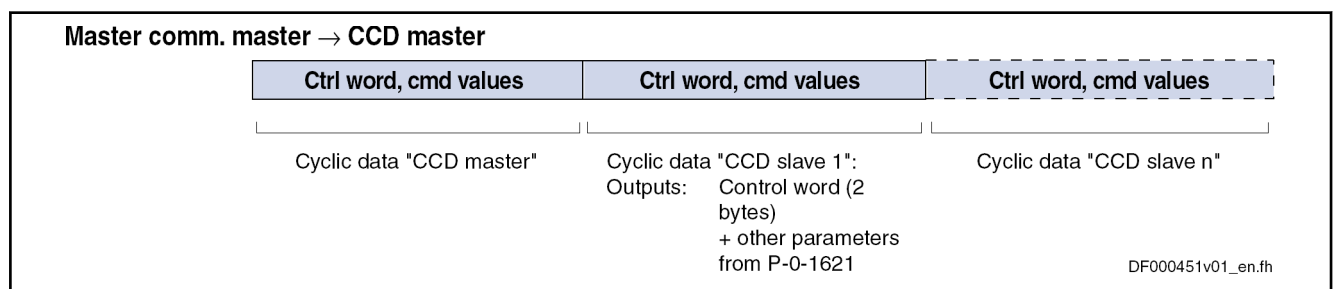 Master comm. master → CCD master
Ctrl word, cmd values
Ctrl word, cmd values
Ctrl word, cmd values
Cyclic data "CCD master"
Cyclic data "CCD slave 1":
Outputs: Control word (2
bytes)
+ other parameters
from P-0-1621
Cyclic data "CCD slave n"
DF000451v01_en.fh